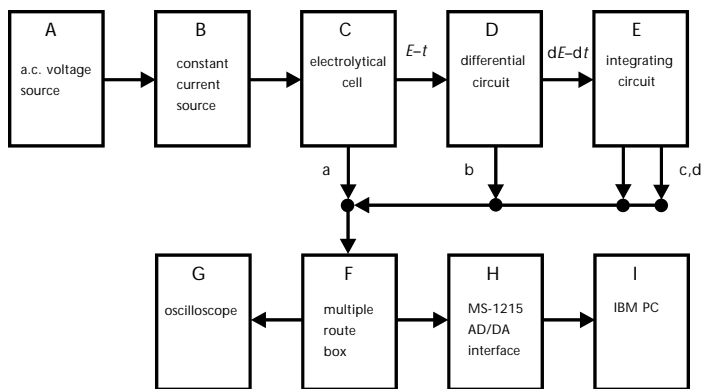 A
a.c. voltage
source
B
constant
current
source
C
electrolytical
cell
E–t
D
differential
circuit
dE–dt
E
integrating
circuit
a
b
c,d
G
oscilloscope
F
multiple
route
box
H
MS-1215
AD/DA
interface
I
IBM PC